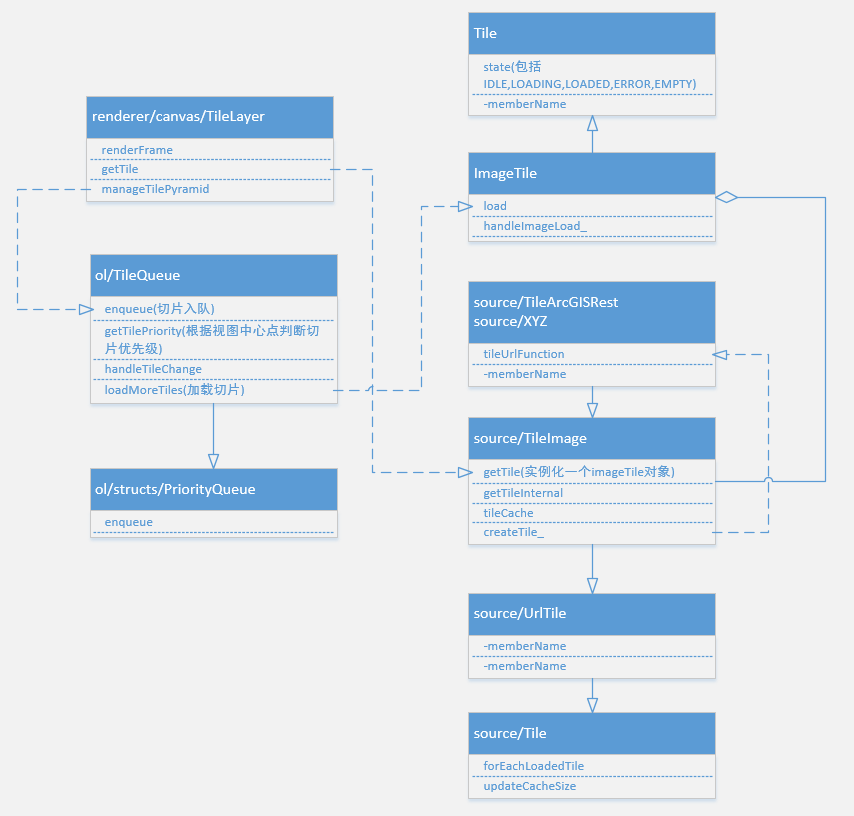 renderer/canvas/TileLayer
renderFrame
getTile
manageTilePyramid
ol/TileQueue
enqueue(切片入队)
getTilePriority(根据视图中心点判断切
片优先级)
handleTileChange
loadMoreTiles(加载切片)
ol/structs/PriorityQueue
enqueue
Tile
state(包括
IDLE,LOADING,LOADED,ERROR,EMPTY)
-memberName
ImageTile
load
handleImageLoad_
source/TileArcGISRest
source/XYZ
tileUrlFunction
-memberName
source/TileImage
getTile(实例化一个imageTile对象)
getTileInternal
tileCache
createTile_
source/UrlTile
-memberName
-memberName
source/Tile
forEachLoadedTile
updateCacheSize